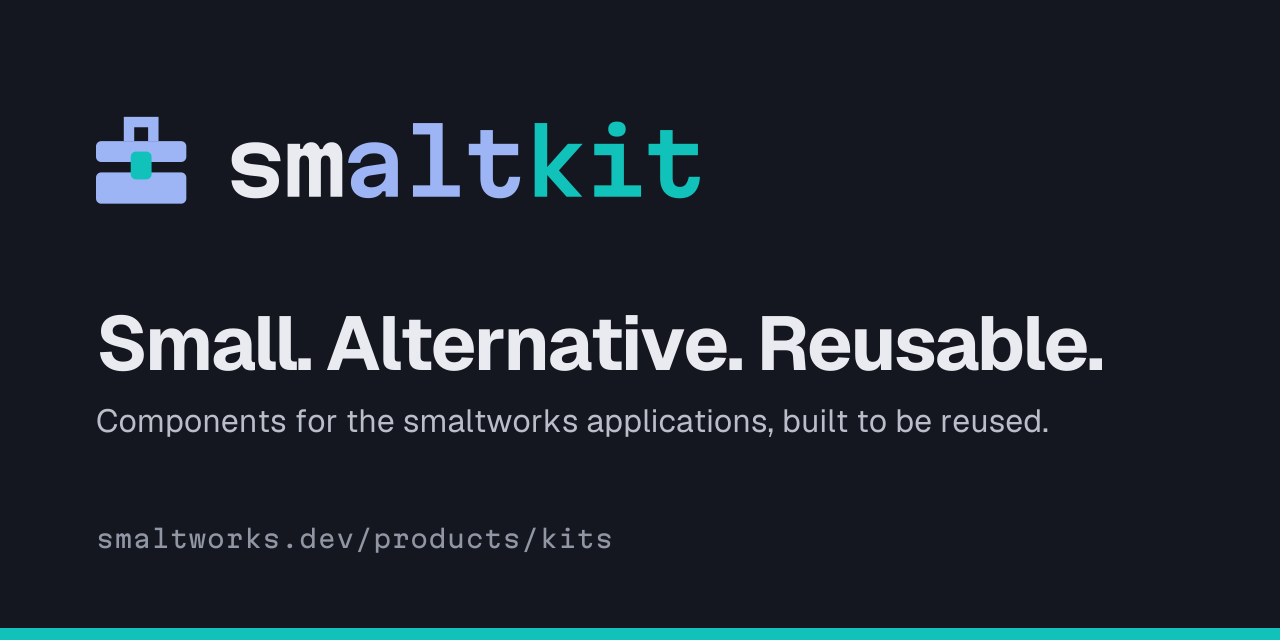 smaltkit
Small. Alternative. Reusable.
Components for the smaltworks applications, built to be reused.
smaltworks.dev/products/kits